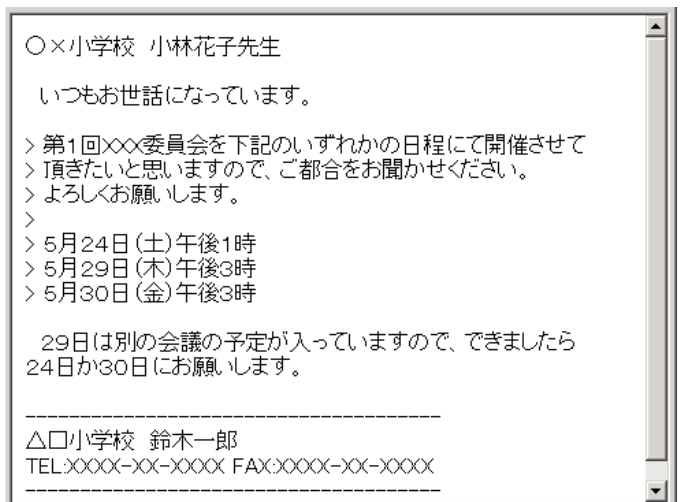 ○×小学校 小林花子先生
いつもお世話になっています。
> 第1回XXX委員会を下記のいずれかの日程にて開催させて
> 頂きたいと思いますので、ご都合をお聞かせください。
> よろしくお願いします。
>
> 5月24日(土)午後1時
> 5月29日(木)午後3時
> 5月30日(金)午後3時
29日は別の会議の予定が入っていますので、できましたら
24日か30日にお願いします。
--------------------------------------
△□小学校 鈴木一郎
TEL:XXXX-XX-XXXX FAX:XXXX-XX-XXXX
--------------------------------------